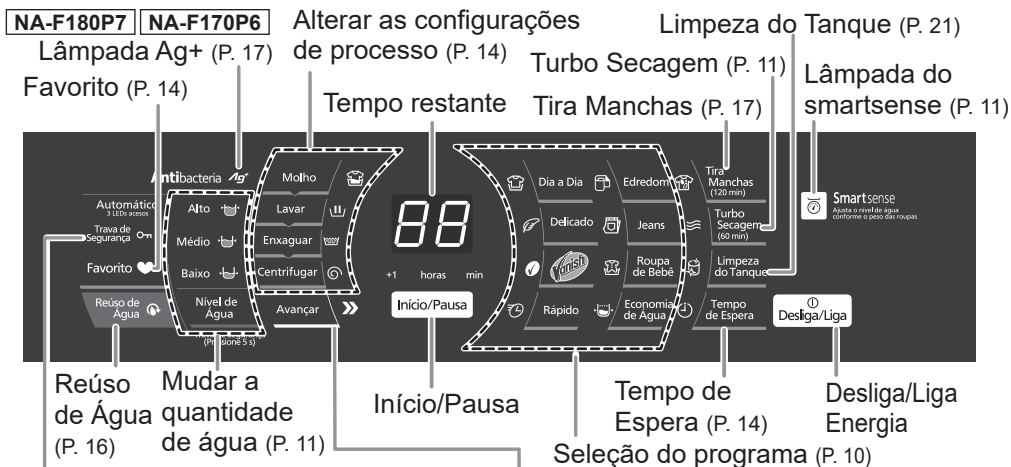 NA-F180P7 NA-F170P6
Lâmpada Ag+ (P. 17)
Favorito (P. 14)
Alterar as configurações
de processo (P. 14)
Tempo restante
Limpeza do Tanque (P. 21)
Turbo Secagem (P. 11)
Tira Manchas (P. 17)
Lâmpada do
smartsense (P. 11)
Antibacteria Ag+
Automático
3 LEDs acesos
Trava de
Segurança
Favorito
Reúso de
Água
Alto
Médio
Baixo
Nível de
Água
(Pressione 5 s)
Molho
Lavar
Enxaguar
Centrifugar
Avançar
88
+1 horas min
Início/Pausa
Dia a Dia
Delicado
Vanish
Rápido
Edredom
Jeans
Roupa
de Bebê
Economia
de Água
Tira
Manchas
(120 min)
Turbo
Secagem
(60 min)
Limpeza
do Tanque
Tempo
de Espera
Smartsense
Ajusta o nível de água
conforme o peso das roupas
Desliga/Liga
Reúso
de Água
(P. 16)
Mudar a
quantidade
de água (P. 11)
Início/Pausa
Tempo de
Espera (P. 14)
Desliga/Liga
Energia
Seleção do programa (P. 10)